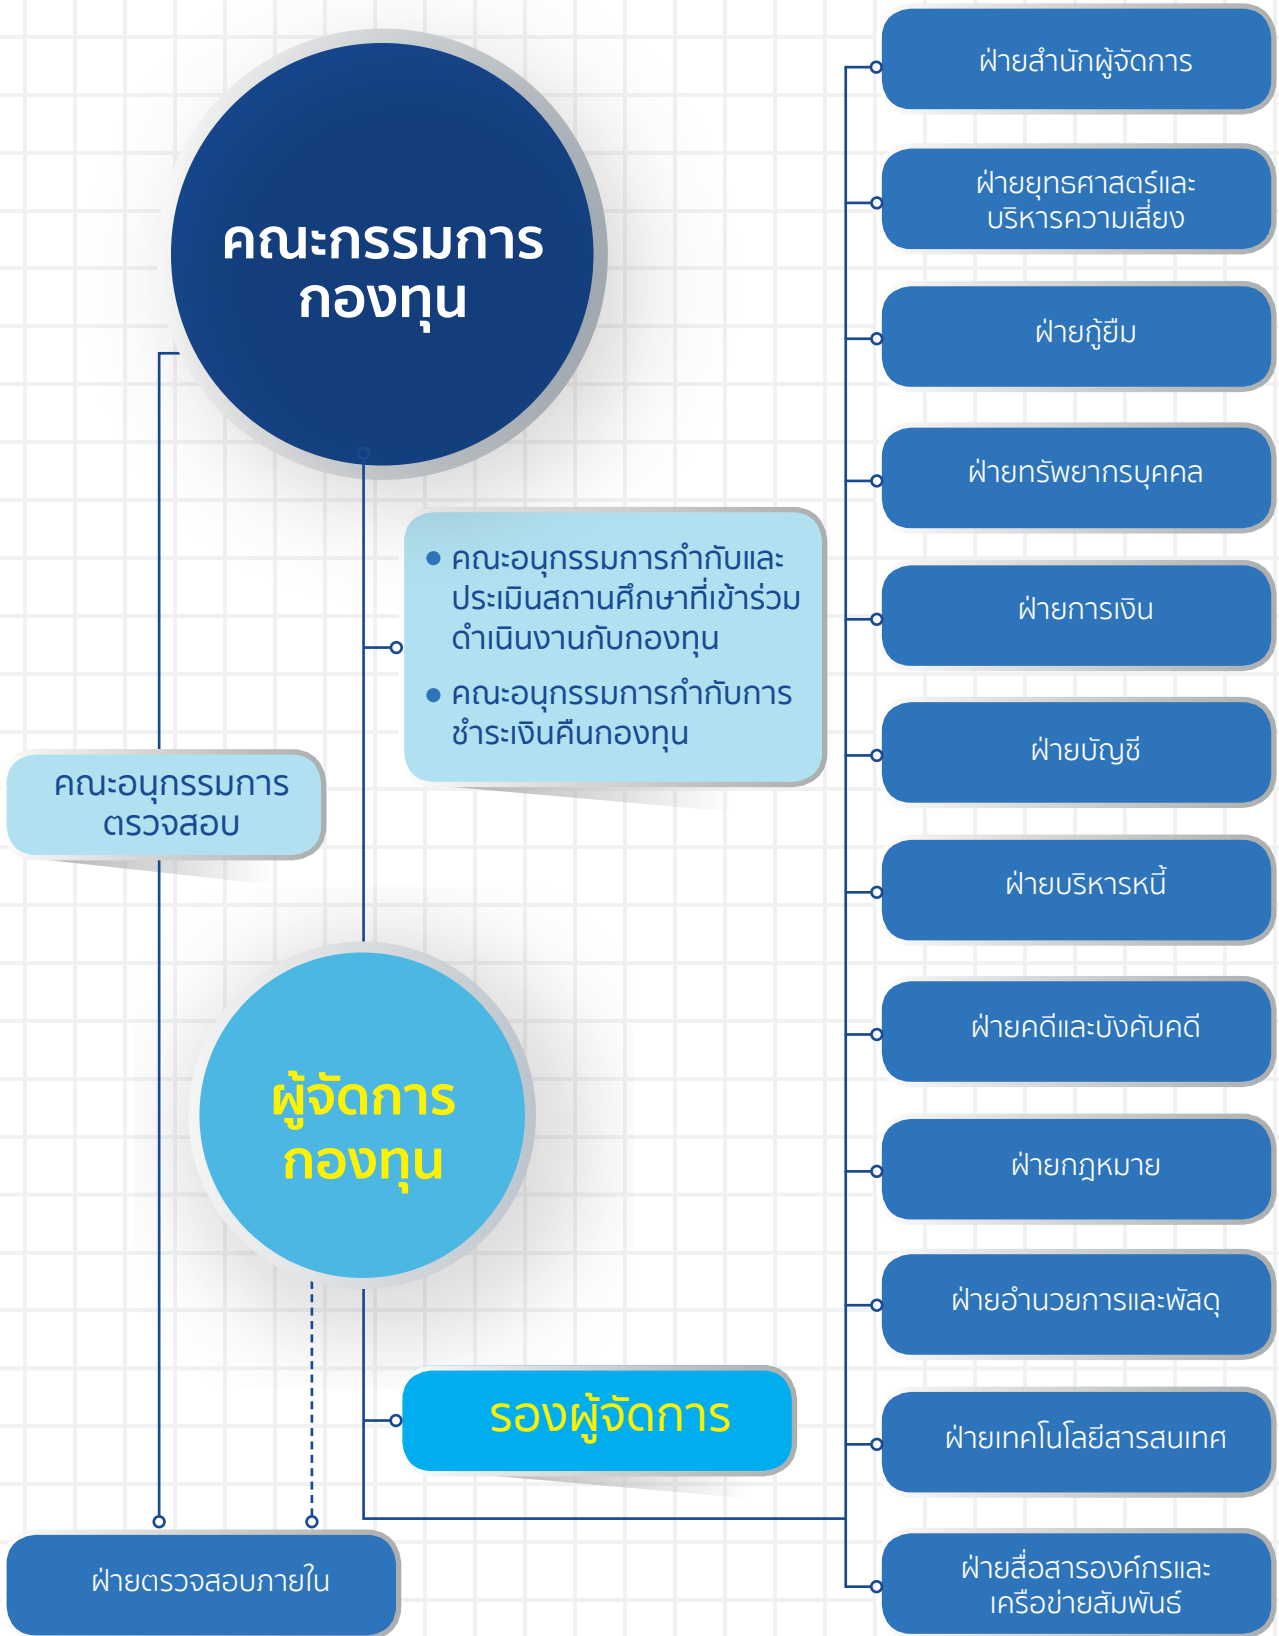 คณะกรรมการ
กองทุน
คณะอนุกรรมการกำกับและ
ประเมินสถานศึกษาที่เข้าร่วม
ดำเนินงานกับกองทุน
คณะอนุกรรมการกำกับการ
ชำระเงินคืนกองทุน
คณะอนุกรรมการ
ตรวจสอบ
ผู้จัดการ
กองทุน
รองผู้จัดการ
ฝ่ายตรวจสอบภายใน
ฝ่ายสำนักผู้จัดการ
ฝ่ายยุทธศาสตร์และ
บริหารความเสี่ยง
ฝ่ายกู้ยืม
ฝ่ายทรัพยากรบุคคล
ฝ่ายการเงิน
ฝ่ายบัญชี
ฝ่ายบริหารหนี้
ฝ่ายคดีและบังคับคดี
ฝ่ายกฎหมาย
ฝ่ายอำนวยการและพัสดุ
ฝ่ายเทคโนโลยีสารสนเทศ
ฝ่ายสื่อสารองค์กรและ
เครือข่ายสัมพันธ์